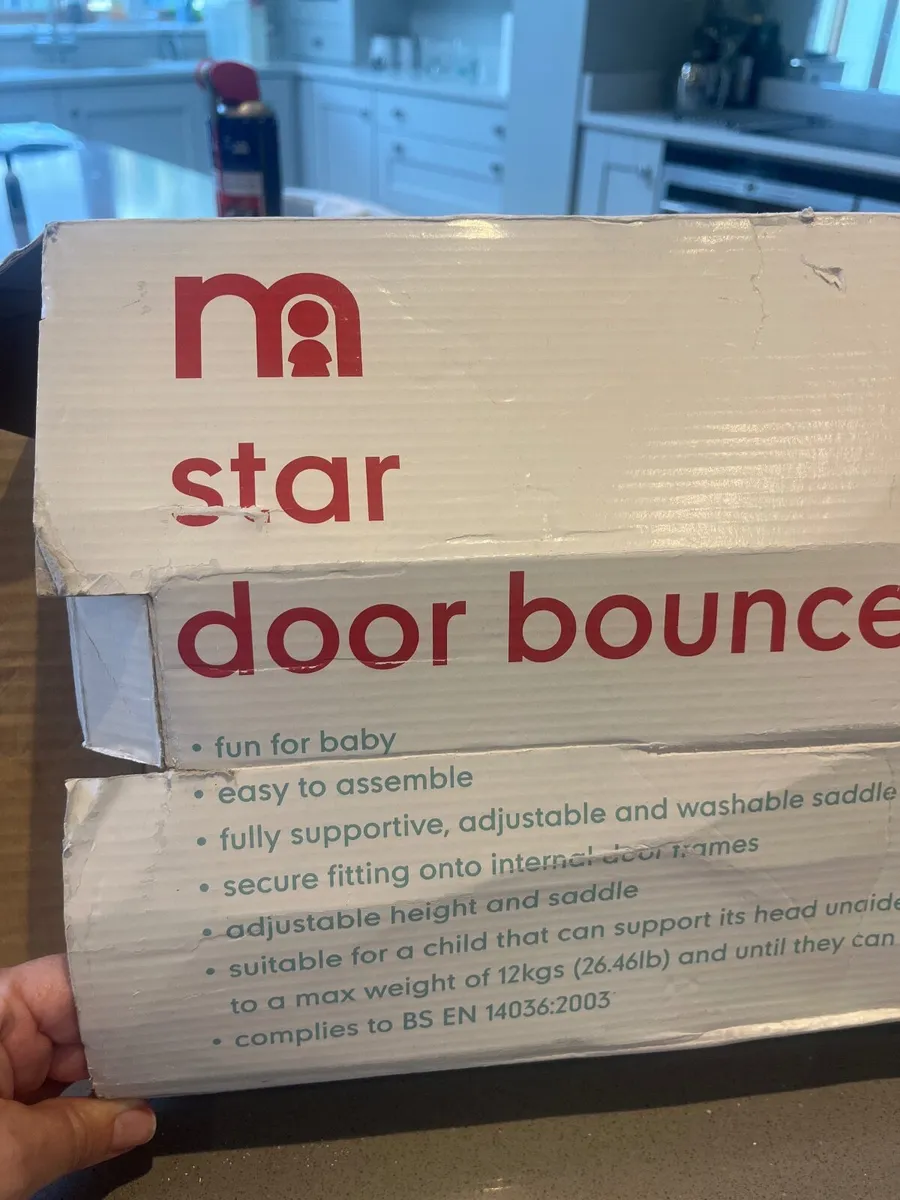 m
star
door bounce
• fun for baby
• easy to assemble
• fully supportive, adjustable and washable saddle
• secure fitting onto internal door frames
• adjustable height and saddle
• suitable for a child that can support its head unaide
to a max weight of 12kgs (26.46lb) and until they can
• complies to BS EN 14036:2003